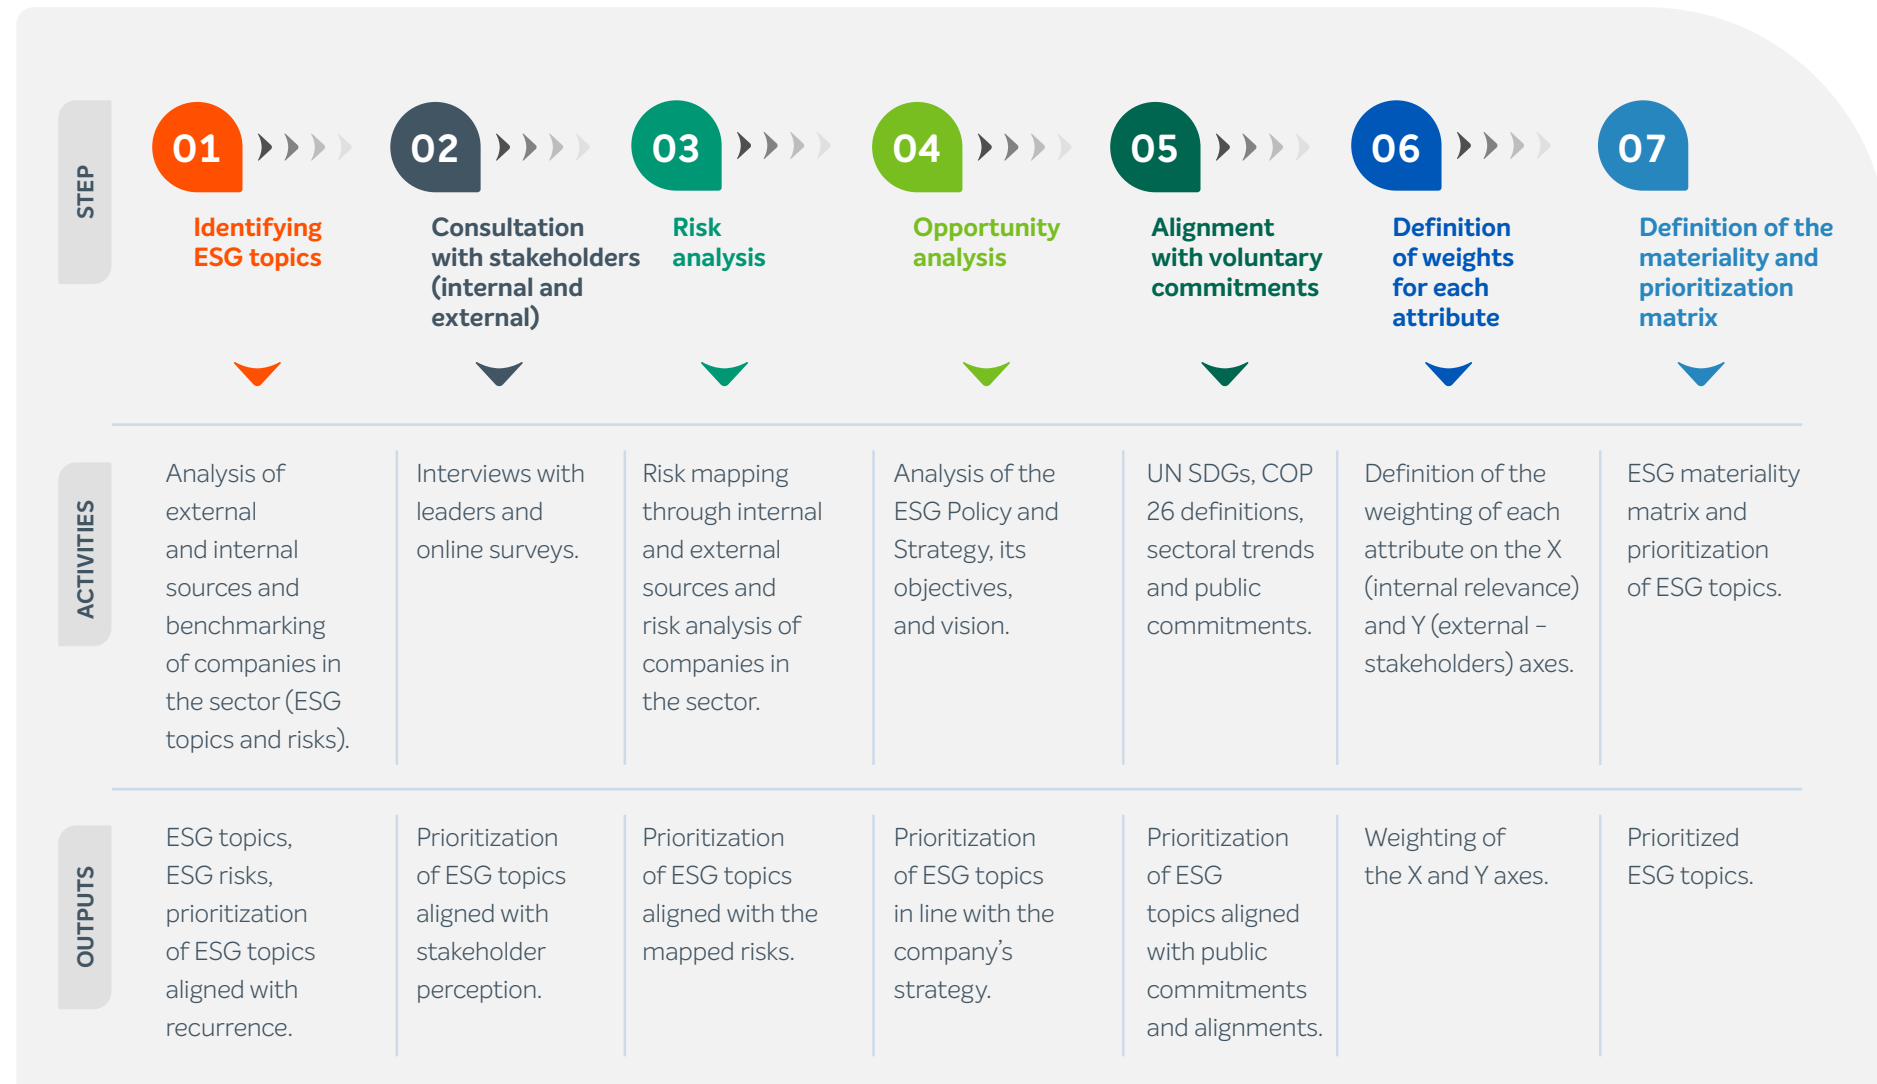 STEP
01
02
03
04
05
06
07
Identifying
ESG topics
Consultation
with stakeholders
(internal and
external)
Risk
analysis
Opportunity
analysis
Alignment
with voluntary
commitments
Definition
of weights
for each
attribute
Definition of the
materiality and
prioritization
matrix
ACTIVITIES
Analysis of
external
and internal
sources and
benchmarking
of companies in
the sector (ESG
topics and risks).
Interviews with
leaders and
online surveys.
Risk mapping
through internal
and external
sources and
risk analysis of
companies in
the sector.
Analysis of the
ESG Policy and
Strategy, its
objectives,
and vision.
UN SDGs, COP
26 definitions,
sectoral trends
and public
commitments.
Definition of the
weighting of each
attribute on the X
(internal relevance)
and Y (external –
stakeholders) axes.
ESG materiality
matrix and
prioritization
of ESG topics.
OUTPUTS
ESG topics,
ESG risks,
prioritization
of ESG topics
aligned with
recurrence.
Prioritization
of ESG topics
aligned with
stakeholder
perception.
Prioritization
of ESG topics
aligned with the
mapped risks.
Prioritization
of ESG topics
in line with the
company's
strategy.
Prioritization
of ESG
topics aligned
with public
commitments
and alignments.
Weighting of
the X and Y axes.
Prioritized
ESG topics.